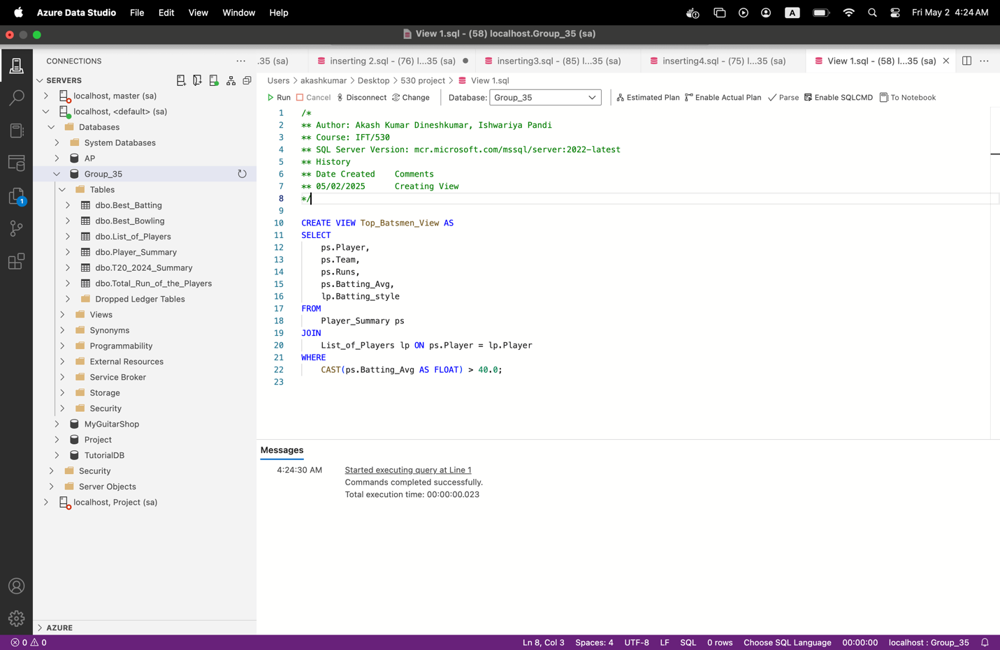 Azure Data Studio File Edit View Window Help A Fri May 2 4:24 AM
View 1.sql - (58) localhost.Group_35 (sa)
CONNECTIONS
.35 (sa) inserting 2.sql - (76) l...35 (sa) inserting3.sql - (85) l...35 (sa) inserting4.sql - (75) l...35 (sa) View 1.sql - (58) l...35 (sa)
SERVERS
localhost, master (sa)
localhost, <default> (sa)
Databases
System Databases
AP
Group_35
Tables
dbo.Best_Batting
dbo.Best_Bowling
dbo.List_of_Players
dbo.Player_Summary
dbo.T20_2024_Summary
dbo.Total_Run_of_the_Players
Dropped Ledger Tables
Views
Synonyms
Programmability
External Resources
Service Broker
Storage
Security
MyGuitarShop
Project
TutorialDB
Security
Server Objects
localhost, Project (sa)
AZURE
1
Users > akashkumar > Desktop > 530 project > View 1.sql
Run Cancel Disconnect Change Database: Group_35 Estimated Plan Enable Actual Plan Parse Enable SQLCMD To Notebook
1 /*
2 ** Author: Akash Kumar Dineshkumar, Ishwariya Pandi
3 ** Course: IFT/530
4 ** SQL Server Version: mcr.microsoft.com/mssql/server:2022-latest
5 ** History
6 ** Date Created    Comments
7 ** 05/02/2025      Creating View
8 */
9
10 CREATE VIEW Top_Batsmen_View AS
11 SELECT
12     ps.Player,
13     ps.Team,
14     ps.Runs,
15     ps.Batting_Avg,
16     lp.Batting_style
17 FROM
18     Player_Summary ps
19 JOIN
20     List_of_Players lp ON ps.Player = lp.Player
21 WHERE
22     CAST(ps.Batting_Avg AS FLOAT) > 40.0;
23
Messages
4:24:30 AM Started executing query at Line 1
Commands completed successfully.
Total execution time: 00:00:00.023
0 0 Ln 8, Col 3 Spaces: 4 UTF-8 LF SQL 0 rows Choose SQL Language 00:00:00 localhost : Group_35